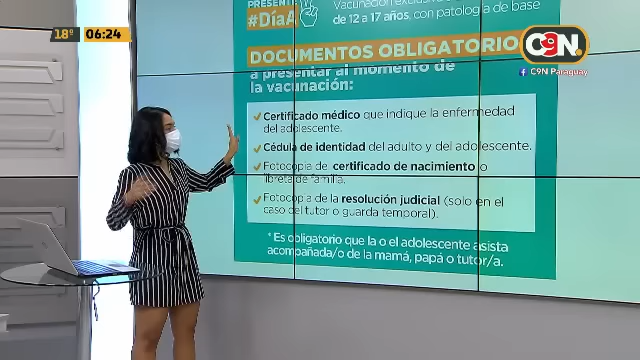 PRESENTE
Vacunación exclusiva
#DíaA
de 12 a 17 años, con patología de base
18°
06:24
C9N
C9N Paraguay
DOCUMENTOS OBLIGATORIO
a presentar al momento de
la vacunación:
Certificado médico que indique la enfermedad
del adolescente.
Cédula de identidad del adulto y del adolescente.
Fotocopia de certificado de nacimiento o
libreta de familia.
Fotocopia de la resolución judicial (solo en el
caso del tutor o guarda temporal).
* Es obligatorio que la o el adolescente asista
acompañada/o de la mamá, papá o tutor/a.